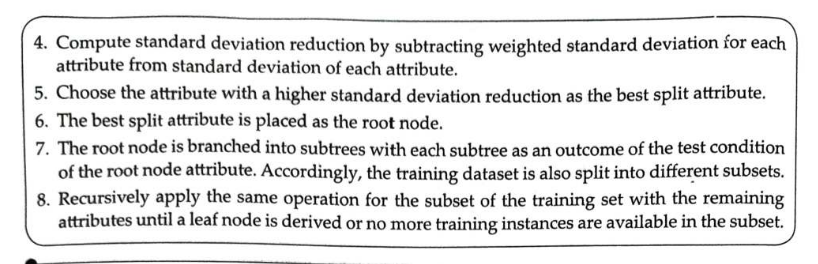 4. Compute standard deviation reduction by subtracting weighted standard deviation for each
attribute from standard deviation of each attribute.
5. Choose the attribute with a higher standard deviation reduction as the best split attribute.
6. The best split attribute is placed as the root node.
7. The root node is branched into subtrees with each subtree as an outcome of the test condition
of the root node attribute. Accordingly, the training dataset is also split into different subsets.
8. Recursively apply the same operation for the subset of the training set with the remaining
attributes until a leaf node is derived or no more training instances are available in the subset.